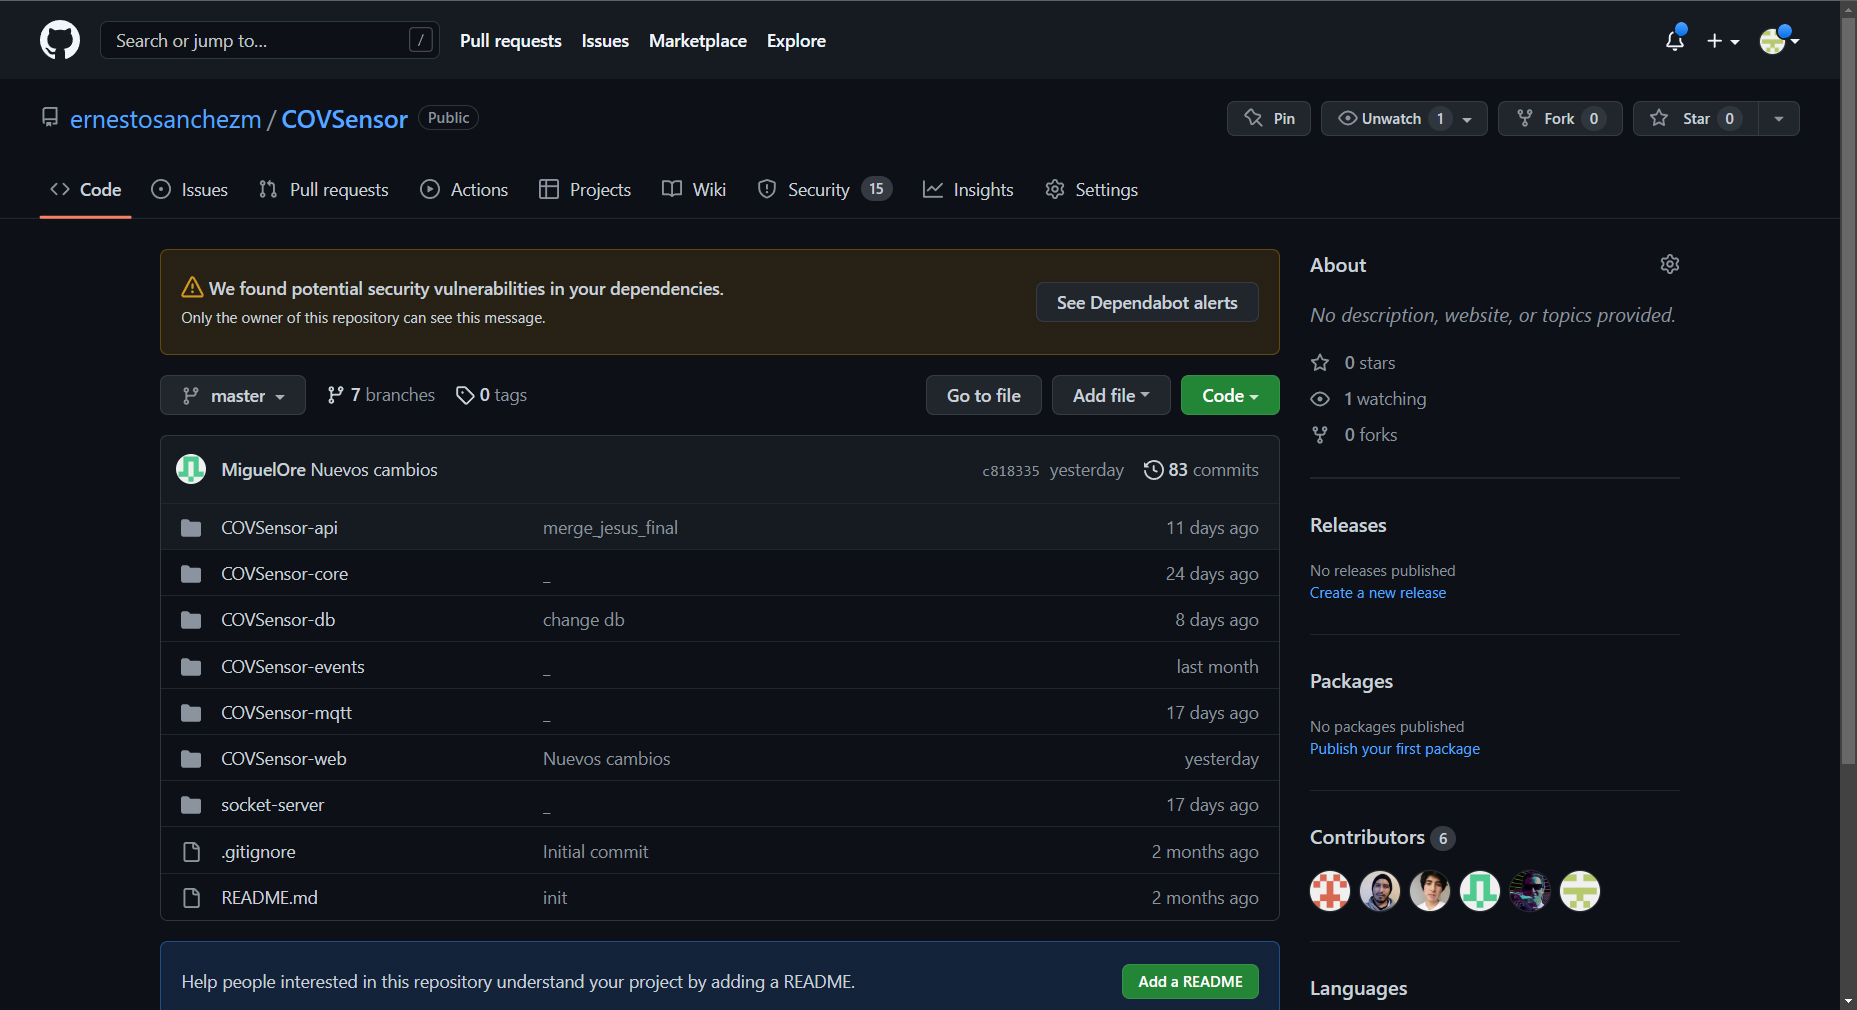 Search or jump to... /
Pull requests Issues Marketplace Explore
ernestosanchezm / COVSensor Public
Pin Unwatch 1 Fork 0 Star 0
Code Issues Pull requests Actions Projects Wiki Security 15 Insights Settings
We found potential security vulnerabilities in your dependencies.
Only the owner of this repository can see this message.
See Dependabot alerts
master 7 branches 0 tags
Go to file Add file Code
MiguelOre Nuevos cambios c818335 yesterday 83 commits
COVSensor-api merge_jesus_final 11 days ago
COVSensor-core _ 24 days ago
COVSensor-db change db 8 days ago
COVSensor-events _ last month
COVSensor-mqtt _ 17 days ago
COVSensor-web Nuevos cambios yesterday
socket-server _ 17 days ago
.gitignore Initial commit 2 months ago
README.md init 2 months ago
Help people interested in this repository understand your project by adding a README.
Add a README
About
No description, website, or topics provided.
0 stars
1 watching
0 forks
Releases
No releases published
Create a new release
Packages
No packages published
Publish your first package
Contributors 6
Languages